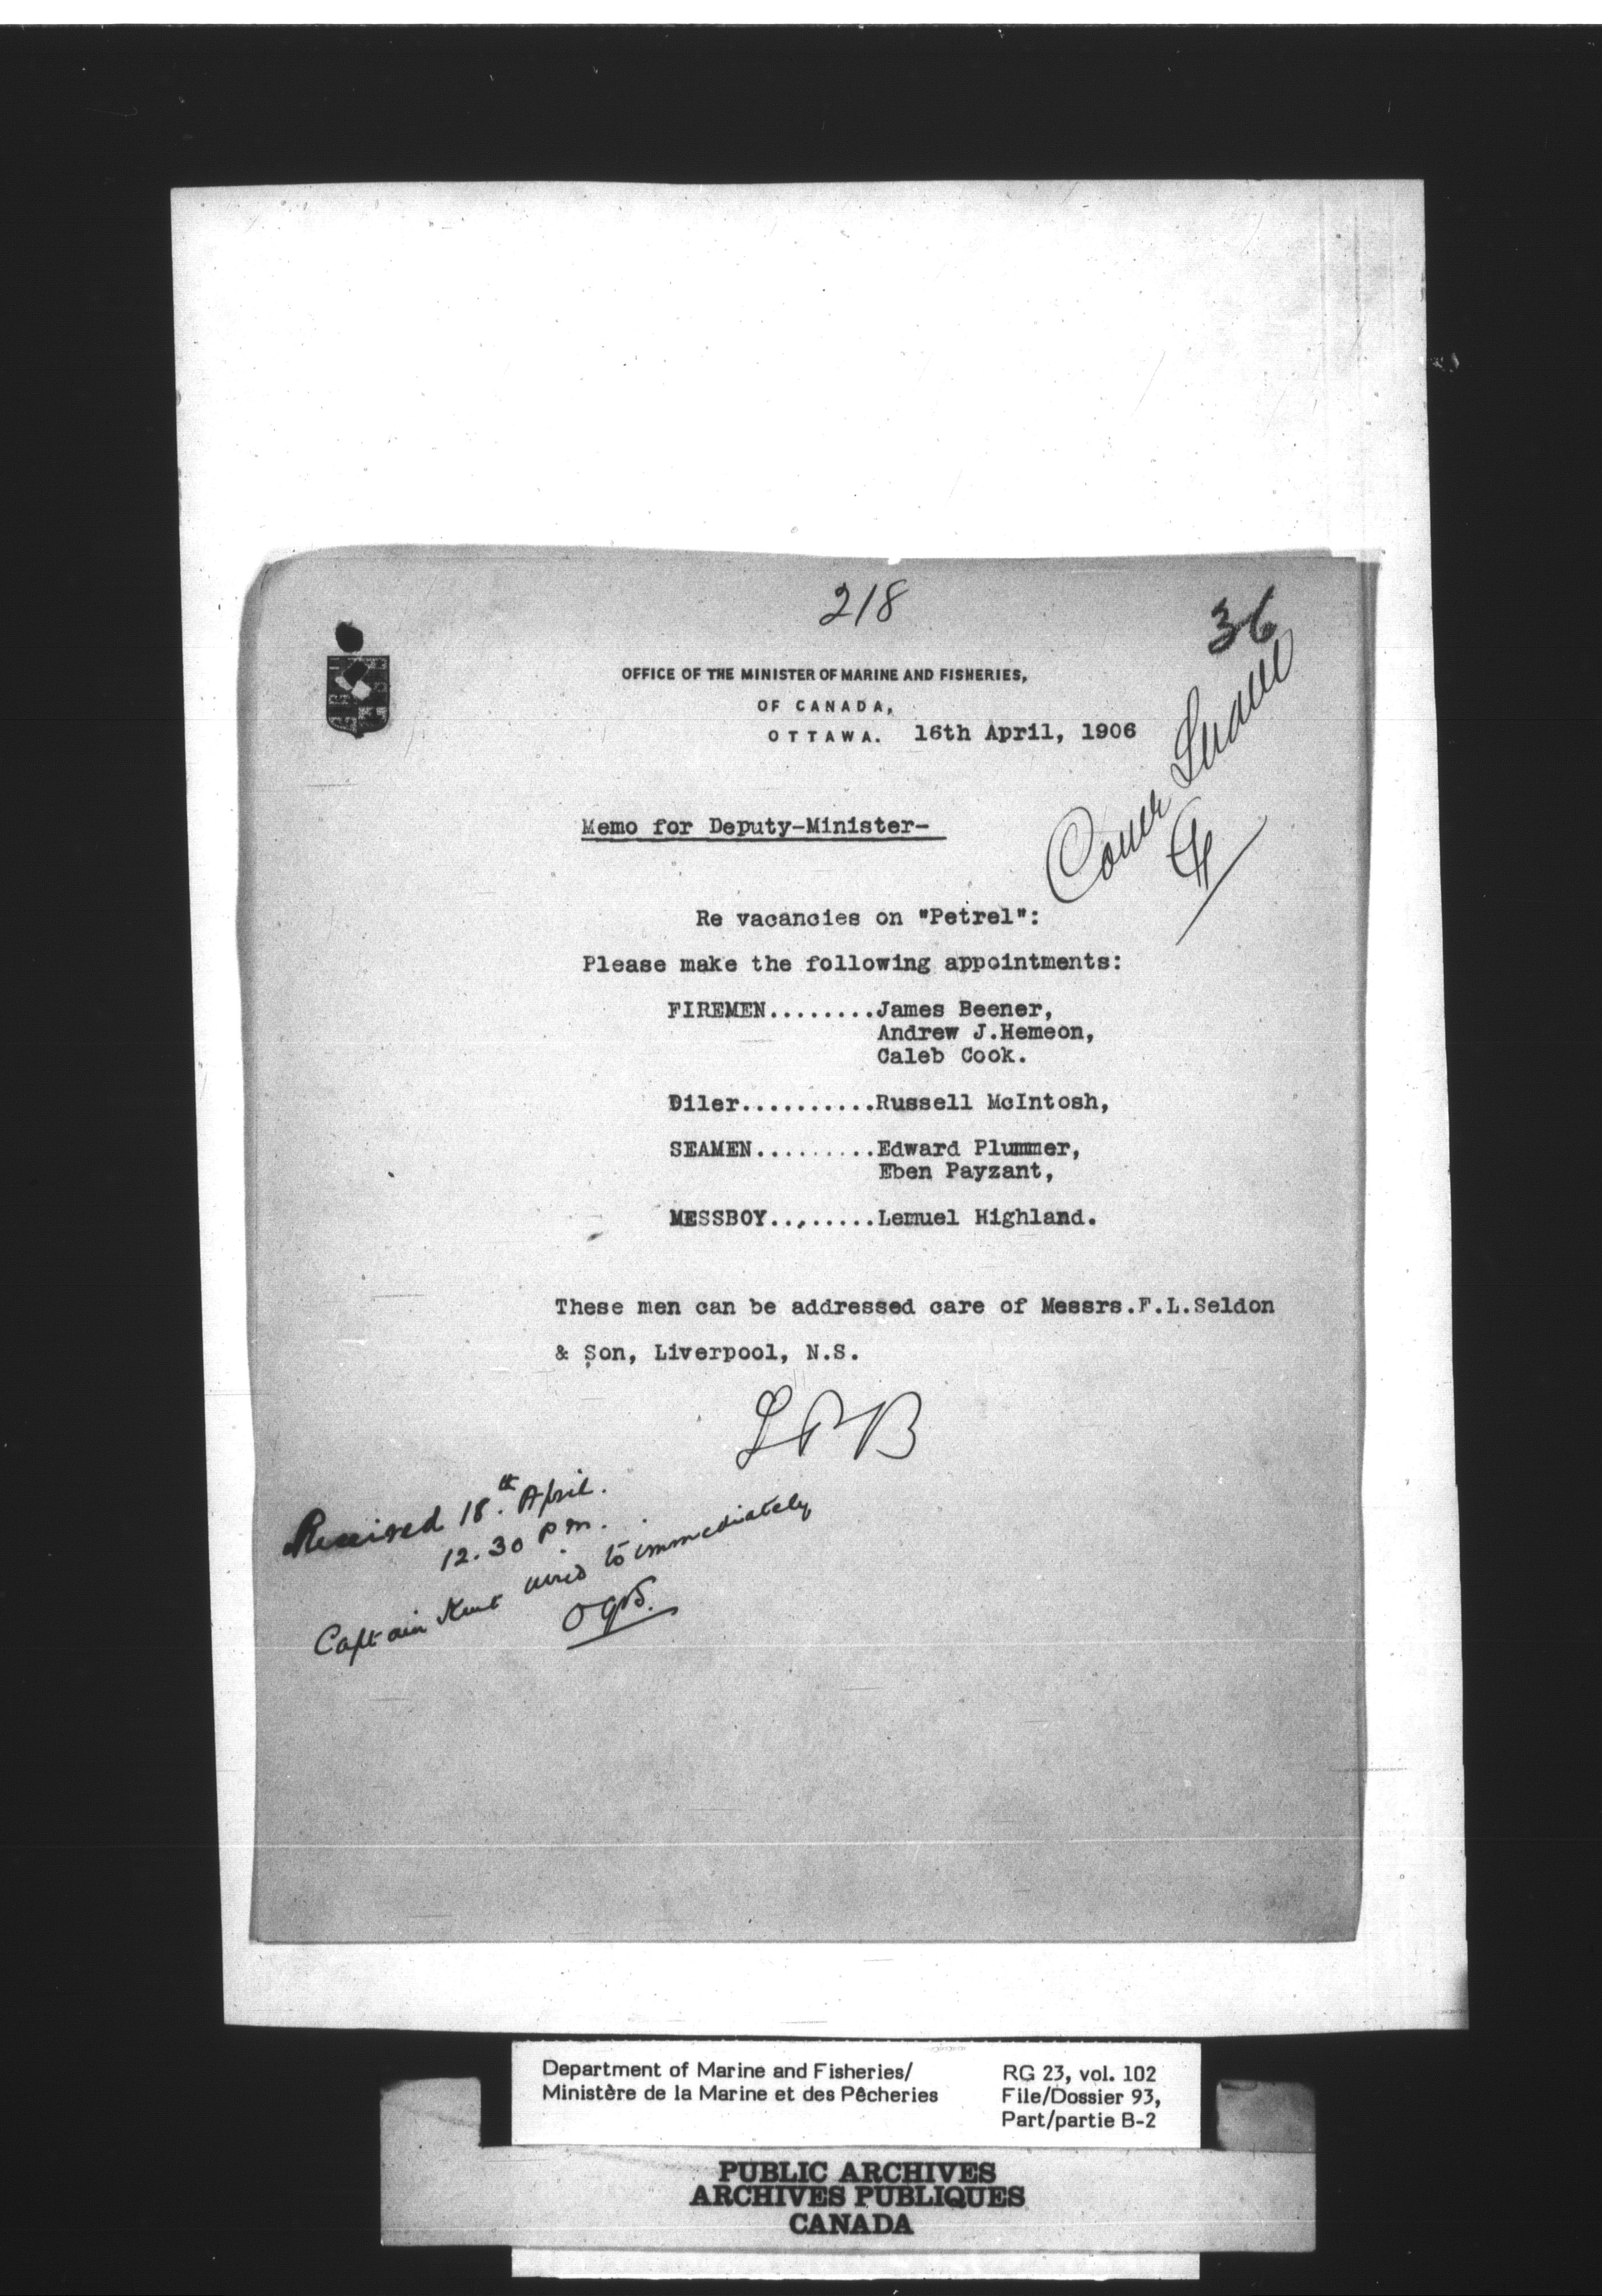 218
36
OFFICE OF THE MINISTER OF MARINE AND FISHERIES,
OF CANADA,
OTTAWA. 16th April, 1906
Memo for Deputy-Minister-
Re vacancies on "Petrel":
Please make the following appointments:
FIREMEN........James Beener,
Andrew J.Hemeon,
Caleb Cook.
Oiler..........Russell McIntosh,
SEAMEN.........Edward Plummer,
Eben Payzant,
MESSBOY........Lemuel Highland.
These men can be addressed care of Messrs.F.L.Seldon
& Son, Liverpool, N.S.
LPB
Received 18th April.
12.30 pm.
Captain Kent wired to immediately
Department of Marine and Fisheries/ RG 23, vol. 102
Ministère de la Marine et des Pêcheries File/Dossier 93,
Part/partie B-2
PUBLIC ARCHIVES
ARCHIVES PUBLIQUES
CANADA